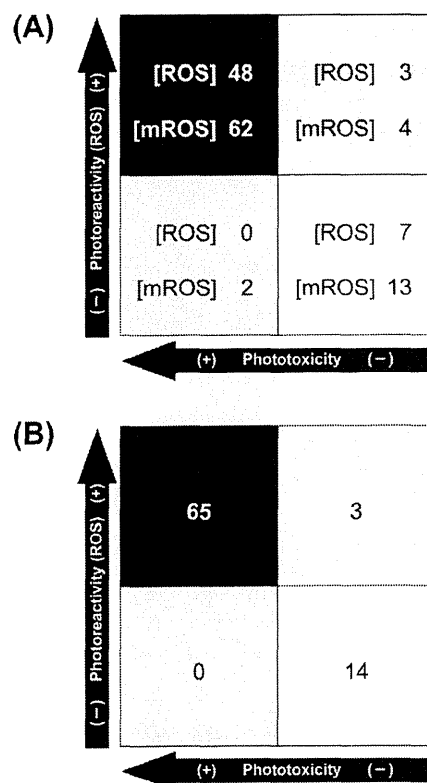 (A)
[ROS] 48
[mROS] 62
[ROS] 3
[mROS] 4
[ROS] 0
[mROS] 2
[ROS] 7
[mROS] 13
(−) Photoreactivity (ROS) (+)
(+) Phototoxicity (−)
(B)
65
3
0
14
(−) Photoreactivity (ROS) (+)
(+) Phototoxicity (−)